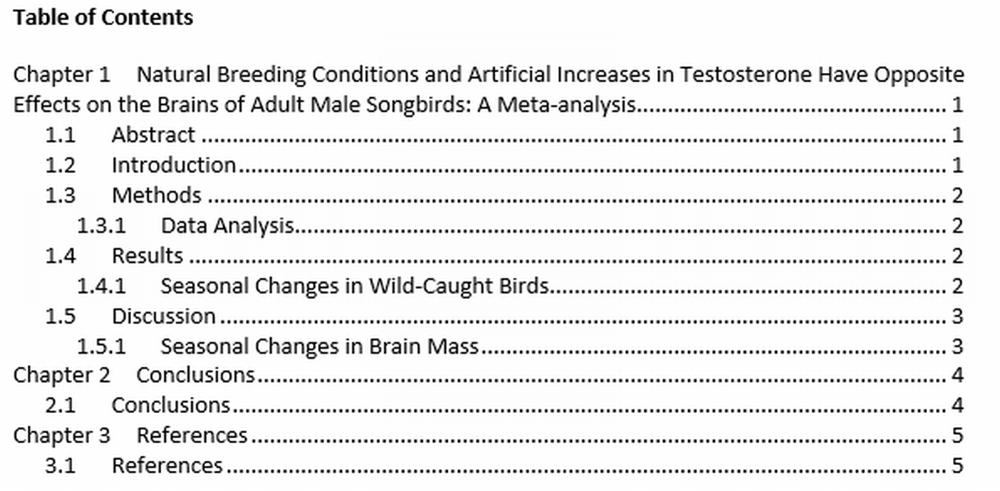 Table of Contents
Chapter 1 Natural Breeding Conditions and Artificial Increases in Testosterone Have Opposite
Effects on the Brains of Adult Male Songbirds: A Meta-analysis.......... 1
1.1 Abstract .......... 1
1.2 Introduction.......... 1
1.3 Methods .......... 2
1.3.1 Data Analysis.......... 2
1.4 Results .......... 2
1.4.1 Seasonal Changes in Wild-Caught Birds.......... 2
1.5 Discussion .......... 3
1.5.1 Seasonal Changes in Brain Mass.......... 3
Chapter 2 Conclusions.......... 4
2.1 Conclusions.......... 4
Chapter 3 References .......... 5
3.1 References .......... 5